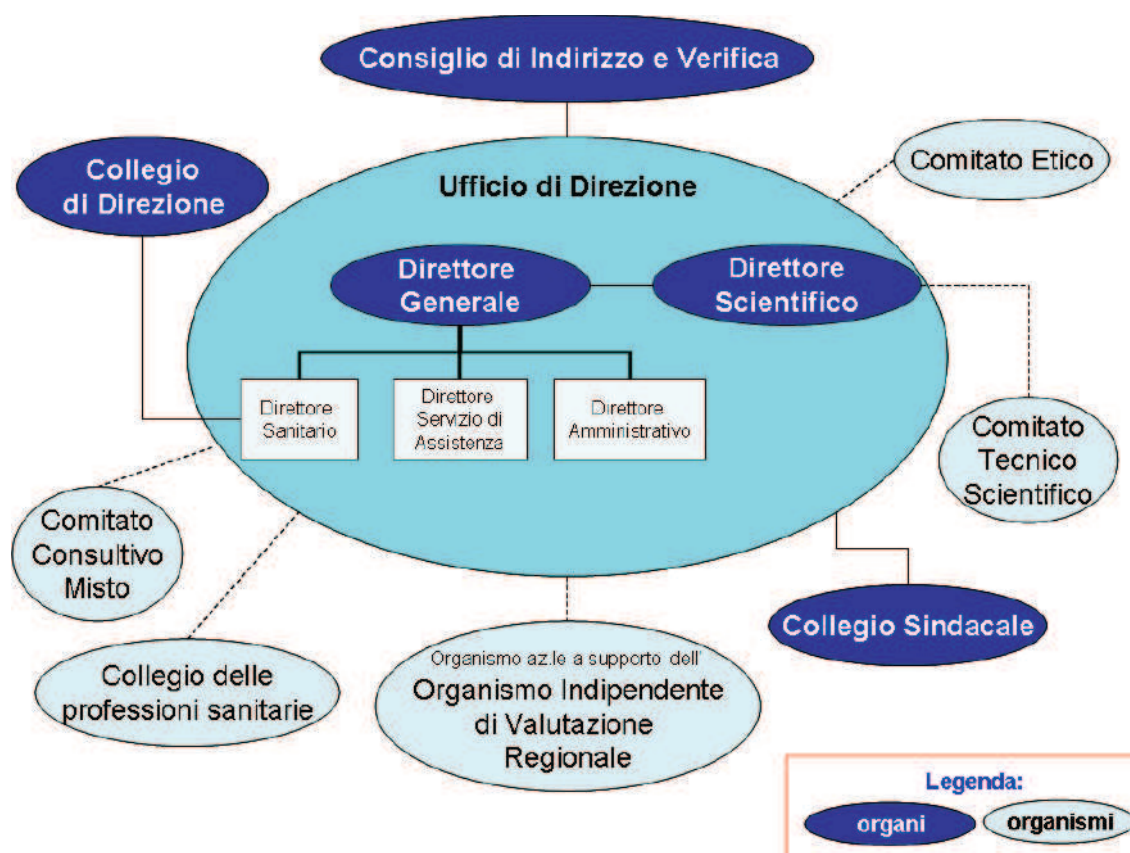 Consiglio di Indirizzo e Verifica
Comitato Etico
Collegio
di Direzione
Ufficio di Direzione
Direttore
Generale
Direttore
Scientifico
Direttore
Sanitario
Direttore
Servizio di
Assistenza
Direttore
Amministrativo
Comitato
Tecnico
Scientifico
Comitato
Consultivo
Misto
Collegio Sindacale
Collegio delle
professioni sanitarie
Organismo az.le a supporto dell'
Organismo Indipendente
di Valutazione
Regionale
Legenda:
organi
organismi